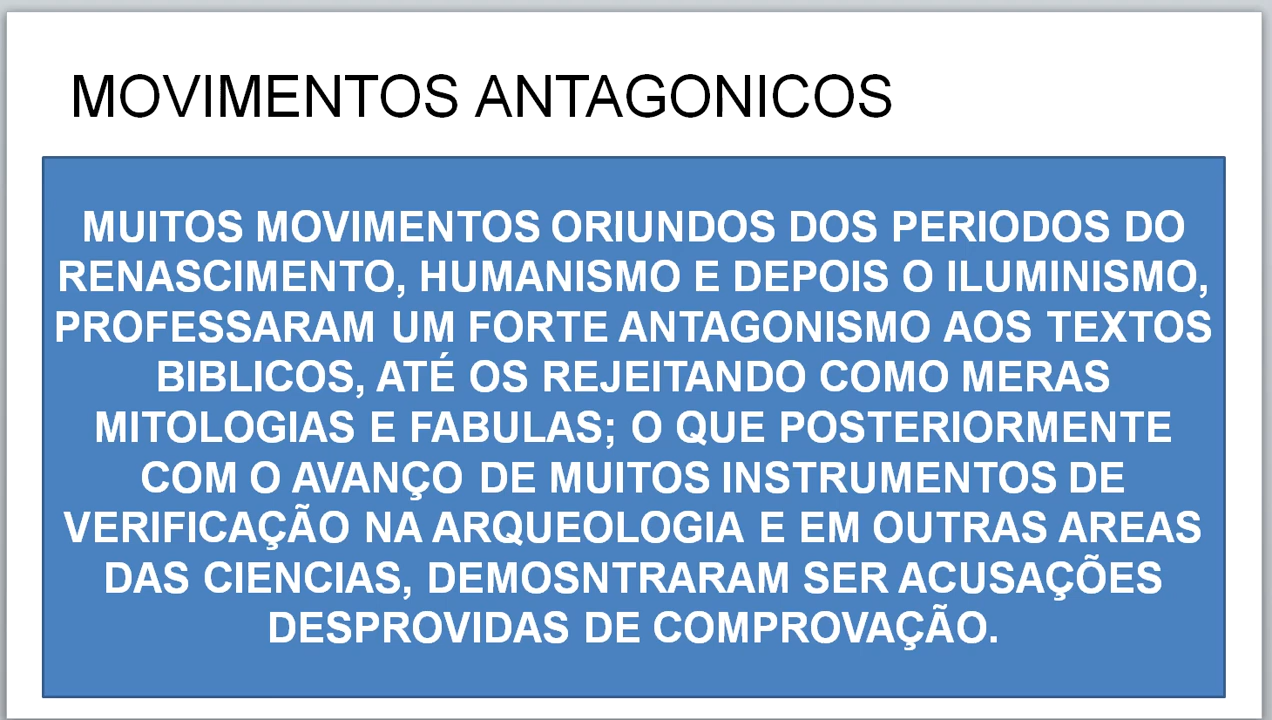 MOVIMENTOS ANTAGONICOS
MUITOS MOVIMENTOS ORIUNDOS DOS PERIODOS DO
RENASCIMENTO, HUMANISMO E DEPOIS O ILUMINISMO,
PROFESSARAM UM FORTE ANTAGONISMO AOS TEXTOS
BIBLICOS, ATÉ OS REJEITANDO COMO MERAS
MITOLOGIAS E FABULAS; O QUE POSTERIORMENTE
COM O AVANÇO DE MUITOS INSTRUMENTOS DE
VERIFICAÇÃO NA ARQUEOLOGIA E EM OUTRAS AREAS
DAS CIENCIAS, DEMOSNTRARAM SER ACUSAÇÕES
DESPROVIDAS DE COMPROVAÇÃO.